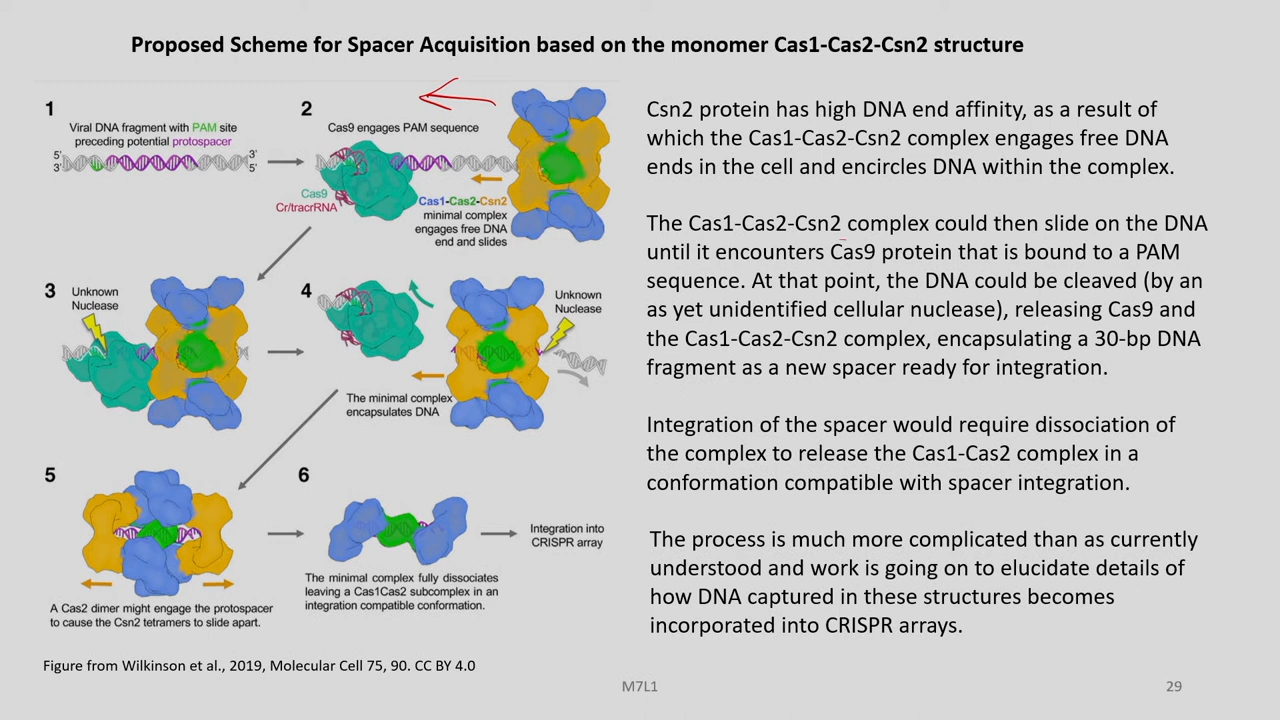 Proposed Scheme for Spacer Acquisition based on the monomer Cas1-Cas2-Csn2 structure
1
Viral DNA fragment with PAM site
preceding potential protospacer
5'
3'
3'
5'
2
Cas9 engages PAM sequence
Cas9
Cr/tracrRNA
Cas1-Cas2-Csn2
minimal complex
engages free DNA
end and slides
3
Unknown
Nuclease
4
Unknown
Nuclease
The minimal complex
encapsulates DNA
5
A Cas2 dimer might engage the protospacer
to cause the Csn2 tetramers to slide apart.
6
The minimal complex fully dissociates
leaving a Cas1Cas2 subcomplex in an
integration compatible conformation.
Integration into
CRISPR array
Figure from Wilkinson et al., 2019, Molecular Cell 75, 90. CC BY 4.0
Csn2 protein has high DNA end affinity, as a result of
which the Cas1-Cas2-Csn2 complex engages free DNA
ends in the cell and encircles DNA within the complex.
The Cas1-Cas2-Csn2 complex could then slide on the DNA
until it encounters Cas9 protein that is bound to a PAM
sequence. At that point, the DNA could be cleaved (by an
as yet unidentified cellular nuclease), releasing Cas9 and
the Cas1-Cas2-Csn2 complex, encapsulating a 30-bp DNA
fragment as a new spacer ready for integration.
Integration of the spacer would require dissociation of
the complex to release the Cas1-Cas2 complex in a
conformation compatible with spacer integration.
The process is much more complicated than as currently
understood and work is going on to elucidate details of
how DNA captured in these structures becomes
incorporated into CRISPR arrays.
M7L1
29